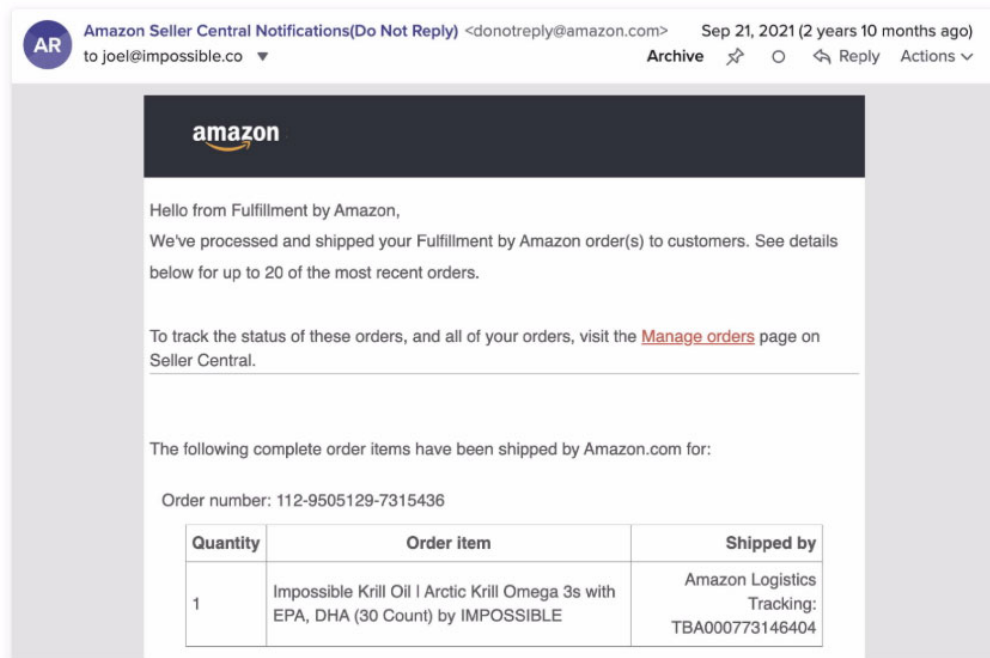 AR
Amazon Seller Central Notifications(Do Not Reply) <donotreply@amazon.com>
Sep 21, 2021 (2 years 10 months ago)
to joel@impossible.co
Archive
Reply
Actions
amazon
Hello from Fulfillment by Amazon,
We've processed and shipped your Fulfillment by Amazon order(s) to customers. See details
below for up to 20 of the most recent orders.
To track the status of these orders, and all of your orders, visit the Manage orders page on
Seller Central.
The following complete order items have been shipped by Amazon.com for:
Order number: 112-9505129-7315436
Quantity
Order item
Shipped by
1
Impossible Krill Oil l Arctic Krill Omega 3s with
EPA, DHA (30 Count) by IMPOSSIBLE
Amazon Logistics
Tracking:
TBA000773146404